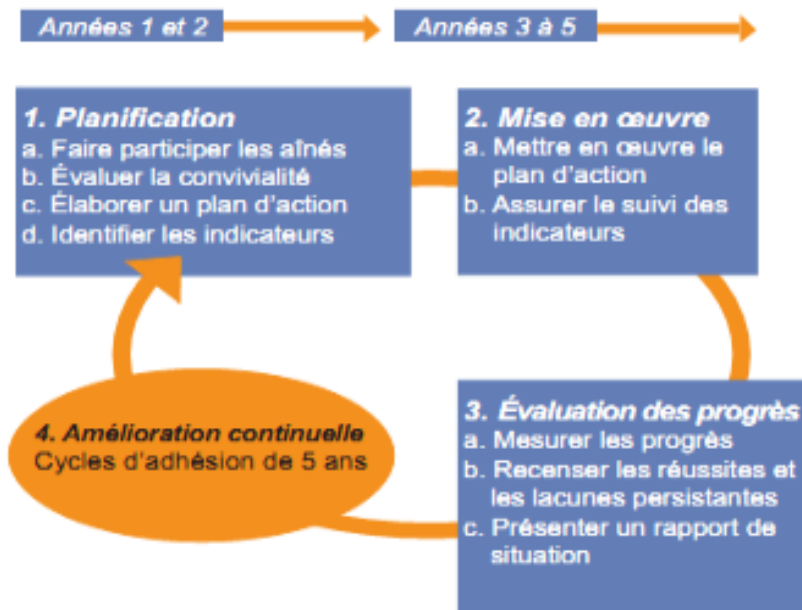 Années 1 et 2
Années 3 à 5
1. Planification
a. Faire participer les aînés
b. Évaluer la convivialité
c. Élaborer un plan d'action
d. Identifier les indicateurs
2. Mise en œuvre
a. Mettre en œuvre le
plan d'action
b. Assurer le suivi des
indicateurs
3. Évaluation des progrès
a. Mesurer les progrès
b. Recenser les réussites et
les lacunes persistantes
c. Présenter un rapport de
situation
4. Amélioration continuelle
Cycles d'adhésion de 5 ans